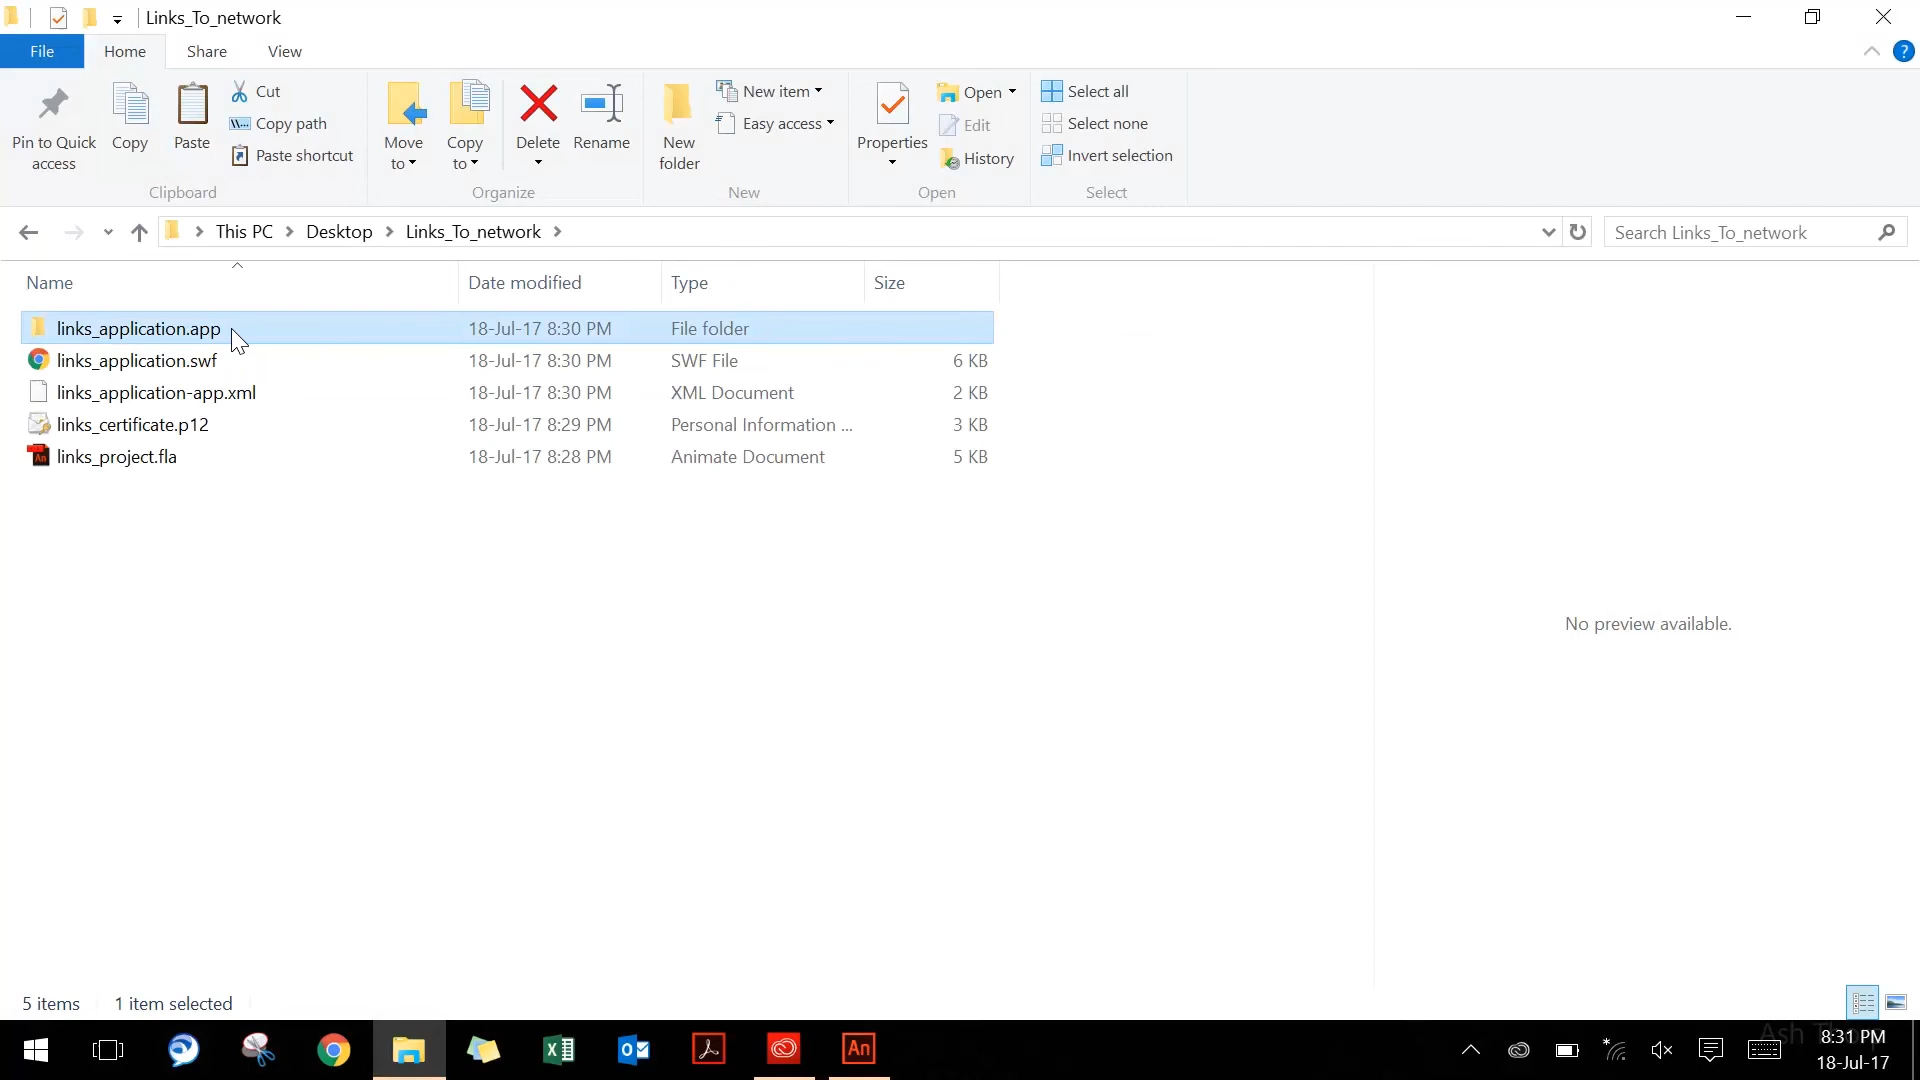 Links_To_network
File Home Share View
Pin to Quick access
Copy
Paste
Cut
Copy path
Paste shortcut
Clipboard
Move to
Copy to
Delete
Rename
Organize
New folder
New item
Easy access
New
Properties
Open
Edit
History
Open
Select all
Select none
Invert selection
Select
This PC > Desktop > Links_To_network >
Search Links_To_network
Name Date modified Type Size
links_application.app 18-Jul-17 8:30 PM File folder
links_application.swf 18-Jul-17 8:30 PM SWF File 6 KB
links_application-app.xml 18-Jul-17 8:30 PM XML Document 2 KB
links_certificate.p12 18-Jul-17 8:29 PM Personal Information ... 3 KB
links_project.fla 18-Jul-17 8:28 PM Animate Document 5 KB
No preview available.
5 items 1 item selected
8:31 PM
18-Jul-17